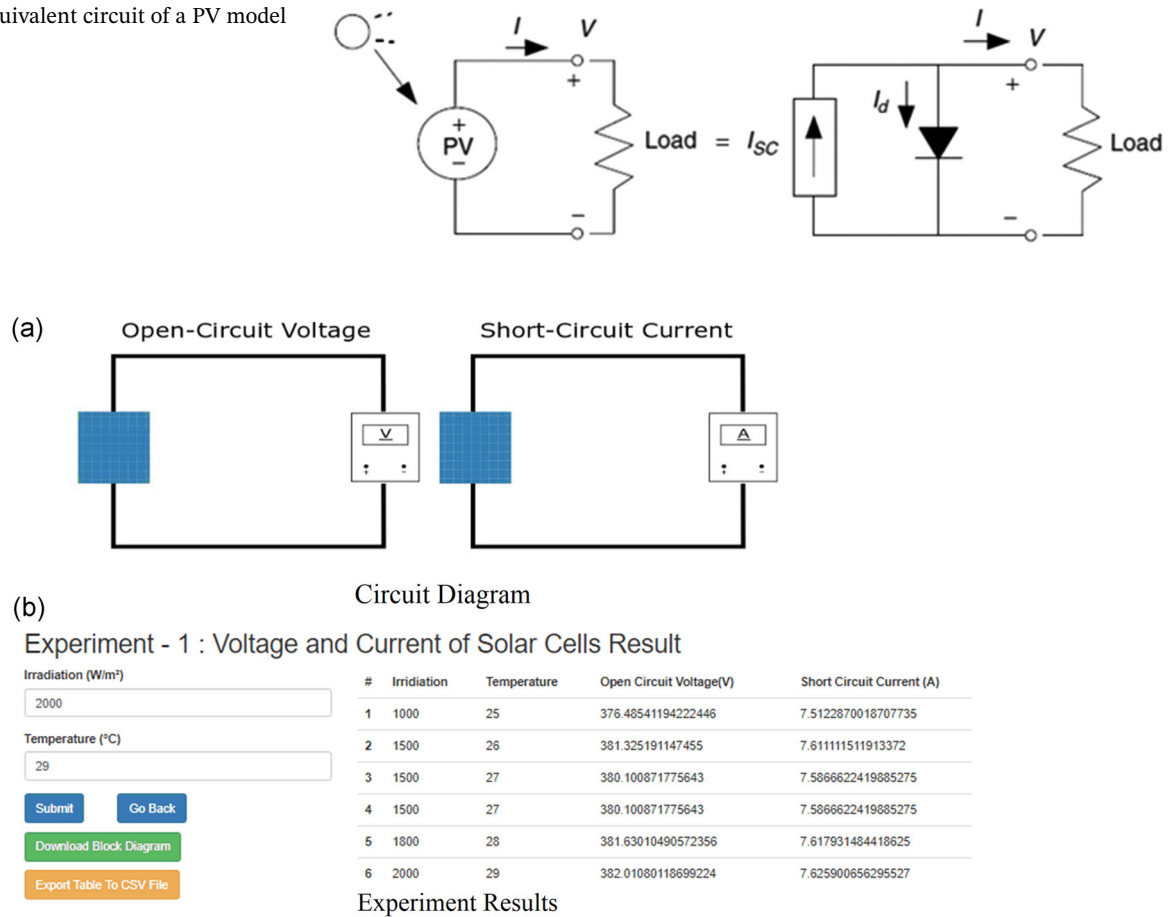 uivalent circuit of a PV model
I V
+
+
PV
−
Load = I_SC
−
I V
+
I_d
Load
−
(a)
Open-Circuit Voltage Short-Circuit Current
V A
+ - + -
Circuit Diagram
(b)
Experiment - 1 : Voltage and Current of Solar Cells Result
Irradiation (W/m²)
2000
Temperature (°C)
29
Submit Go Back
Download Block Diagram
Export Table To CSV File
# Irridiation Temperature Open Circuit Voltage(V) Short Circuit Current (A)
1 1000 25 376.48541194222446 7.5122870018707735
2 1500 26 381.325191147455 7.611111511913372
3 1500 27 380.100871775643 7.5866622419885275
4 1500 27 380.100871775643 7.5866622419885275
5 1800 28 381.63010490572356 7.617931484418625
6 2000 29 382.01080118699224 7.625900656295527
Experiment Results